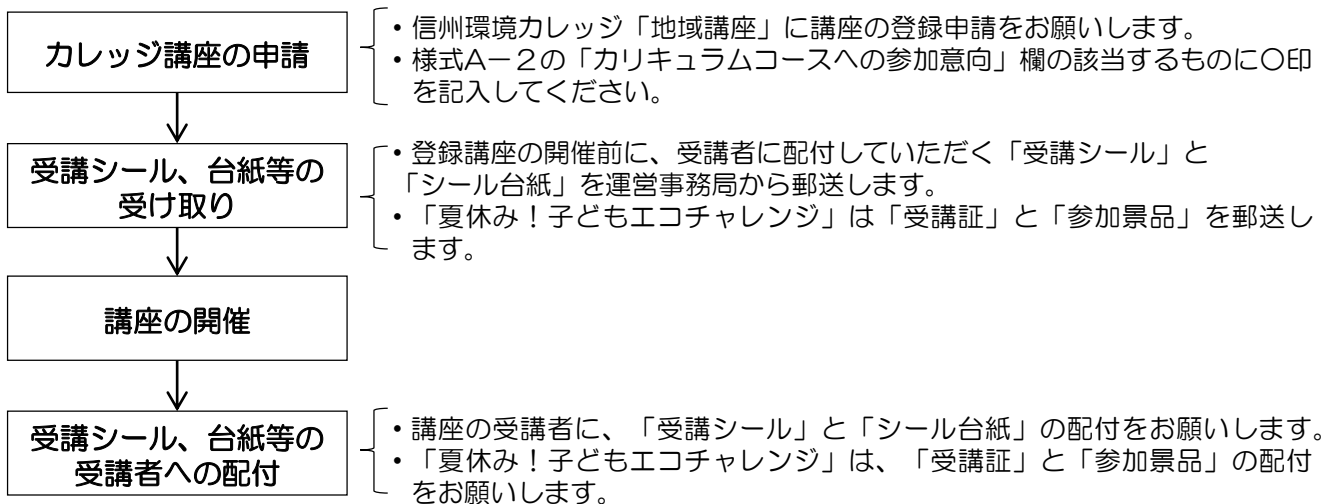 カレッジ講座の申請
・信州環境カレッジ「地域講座」に講座の登録申請をお願いします。
・様式A－２の「カリキュラムコースへの参加意向」欄の該当するものに〇印
を記入してください。
受講シール、台紙等の
受け取り
・登録講座の開催前に、受講者に配付していただく「受講シール」と
「シール台紙」を運営事務局から郵送します。
・「夏休み！子どもエコチャレンジ」は「受講証」と「参加景品」を郵送し
ます。
講座の開催
受講シール、台紙等の
受講者への配付
・講座の受講者に、「受講シール」と「シール台紙」の配付をお願いします。
・「夏休み！子どもエコチャレンジ」は、「受講証」と「参加景品」の配付
をお願いします。